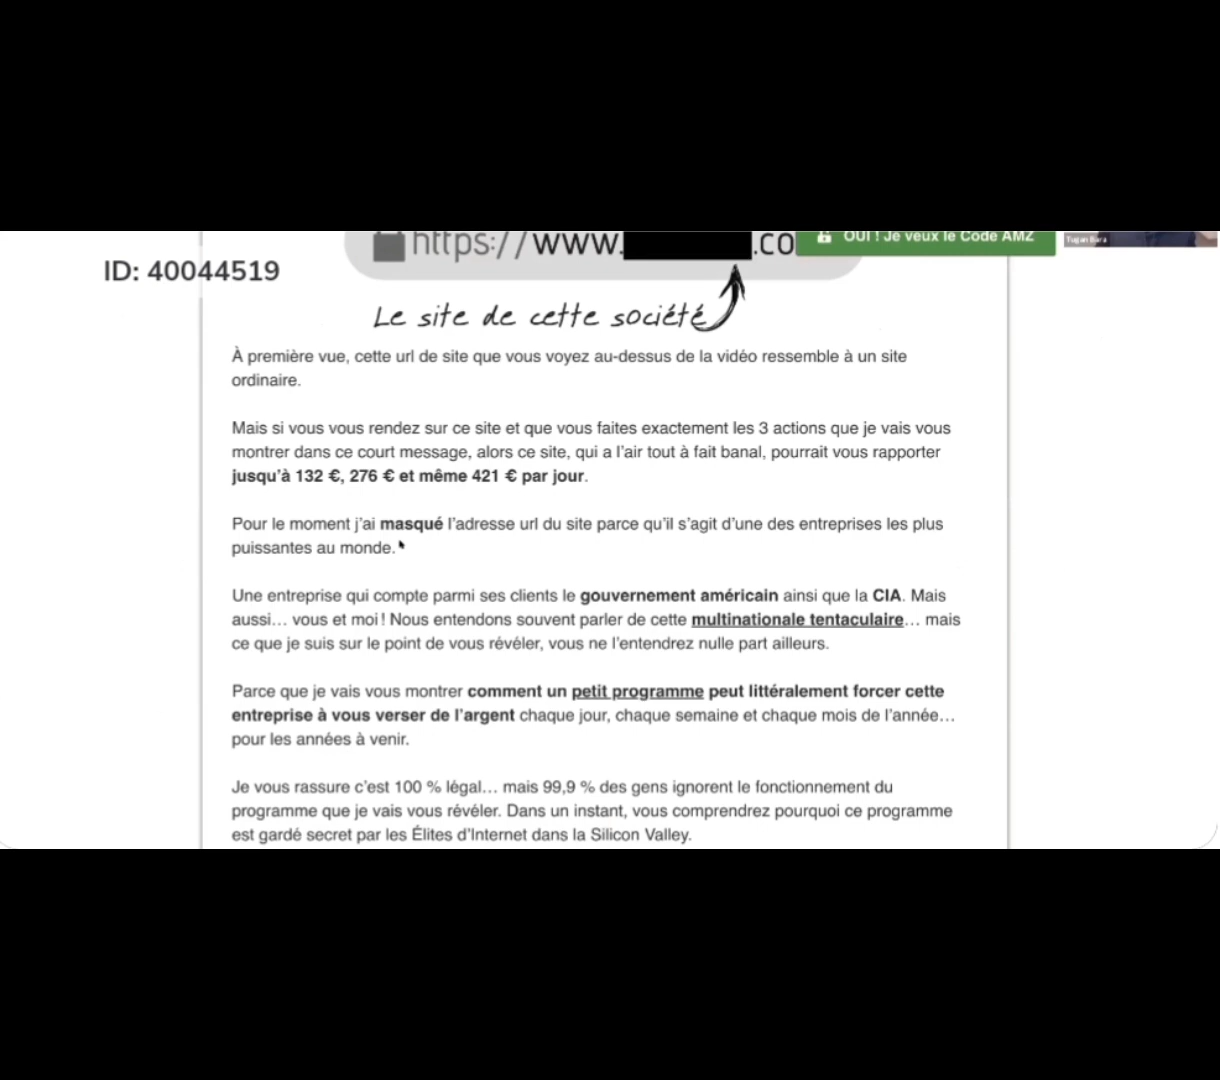 https://www. .co
OUI ! Je veux le Code AMZ
Tugan Bara
ID: 40044519
Le site de cette société
À première vue, cette url de site que vous voyez au-dessus de la vidéo ressemble à un site
ordinaire.
Mais si vous vous rendez sur ce site et que vous faites exactement les 3 actions que je vais vous
montrer dans ce court message, alors ce site, qui a l'air tout à fait banal, pourrait vous rapporter
jusqu'à 132 €, 276 € et même 421 € par jour.
Pour le moment j'ai masqué l'adresse url du site parce qu'il s'agit d'une des entreprises les plus
puissantes au monde.
Une entreprise qui compte parmi ses clients le gouvernement américain ainsi que la CIA. Mais
aussi… vous et moi ! Nous entendons souvent parler de cette multinationale tentaculaire… mais
ce que je suis sur le point de vous révéler, vous ne l'entendrez nulle part ailleurs.
Parce que je vais vous montrer comment un petit programme peut littéralement forcer cette
entreprise à vous verser de l'argent chaque jour, chaque semaine et chaque mois de l'année…
pour les années à venir.
Je vous rassure c'est 100 % légal… mais 99,9 % des gens ignorent le fonctionnement du
programme que je vais vous révéler. Dans un instant, vous comprendrez pourquoi ce programme
est gardé secret par les Élites d'Internet dans la Silicon Valley.